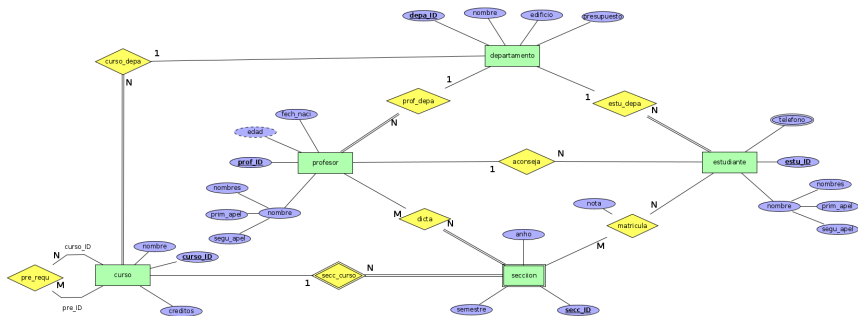 depa_ID
nombre
edificio
presupuesto
departamento
curso_depa
1
N
prof_depa
1
N
estu_depa
1
N
fech_naci
edad
prof_ID
profesor
nombres
prim_apel
segu_apel
nombre
aconseja
1
N
telefono
estudiante
estu_ID
nombre
nombres
prim_apel
segu_apel
dicta
M
N
nota
matricula
N
M
anho
secciion
semestre
secc_ID
secc_curso
1
N
curso
nombre
curso_ID
creditos
pre_requ
curso_ID
N
M
pre_ID